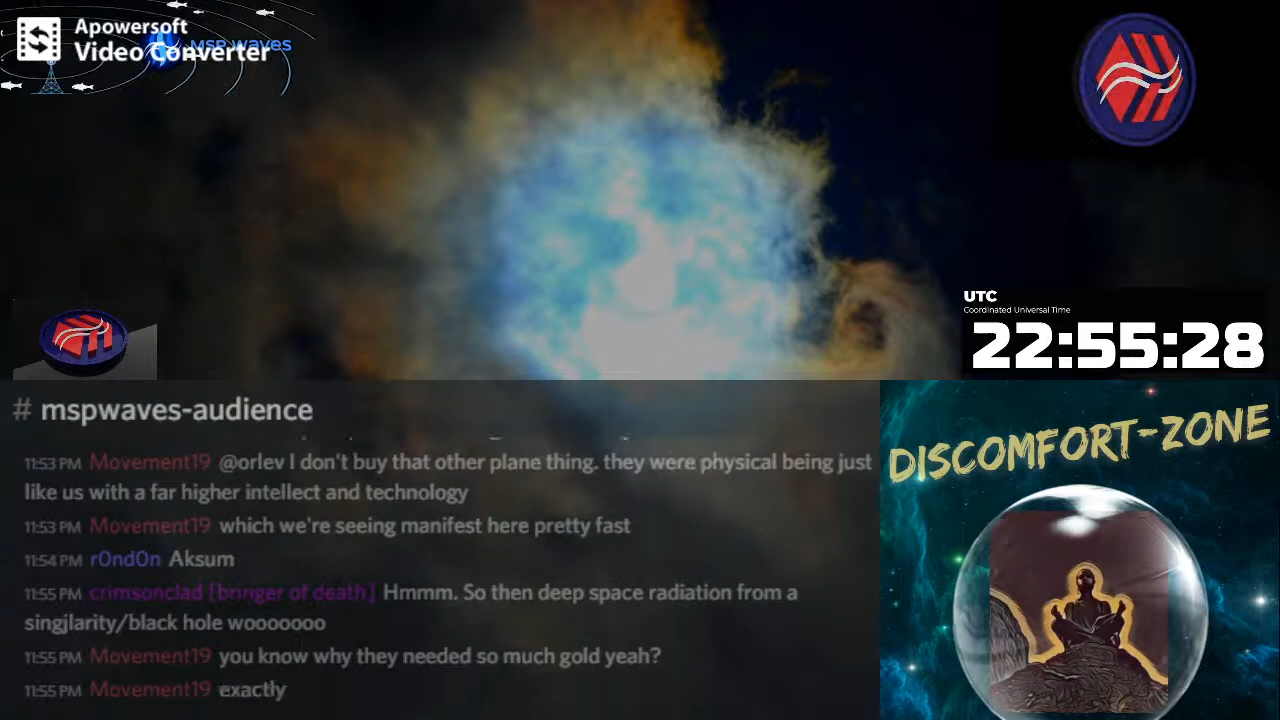 Apowersoft
Video Converter
MSP waves
UTC
Coordinated Universal Time
22:55:28
# mspwaves-audience
11:53 PM Movement19 @orlev I don't buy that other plane thing. they were physical being just
like us with a far higher intellect and technology
11:53 PM Movement19 which we're seeing manifest here pretty fast
11:54 PM r0nd0n Aksum
11:55 PM crimsonclad [bringer of death] Hmmm. So then deep space radiation from a
singjlarity/black hole wooooooo
11:55 PM Movement19 you know why they needed so much gold yeah?
11:55 PM Movement19 exactly
DISCOMFORT-ZONE